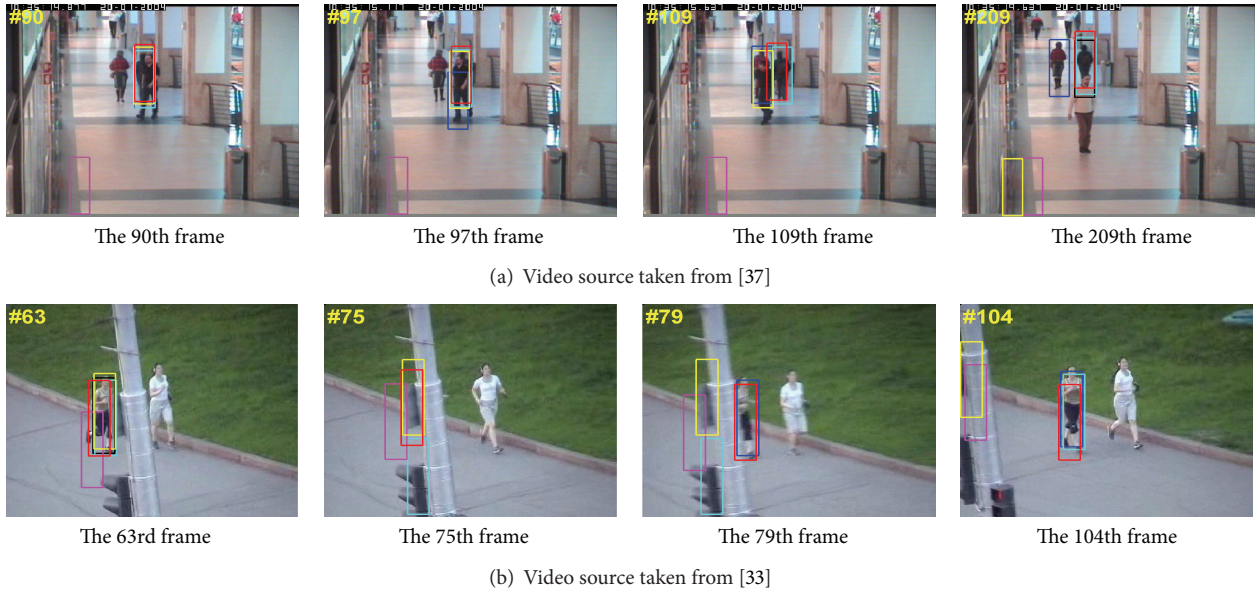 #90
#97
#109
#209
The 90th frame
The 97th frame
The 109th frame
The 209th frame
(a) Video source taken from [37]
#63
#75
#79
#104
The 63rd frame
The 75th frame
The 79th frame
The 104th frame
(b) Video source taken from [33]